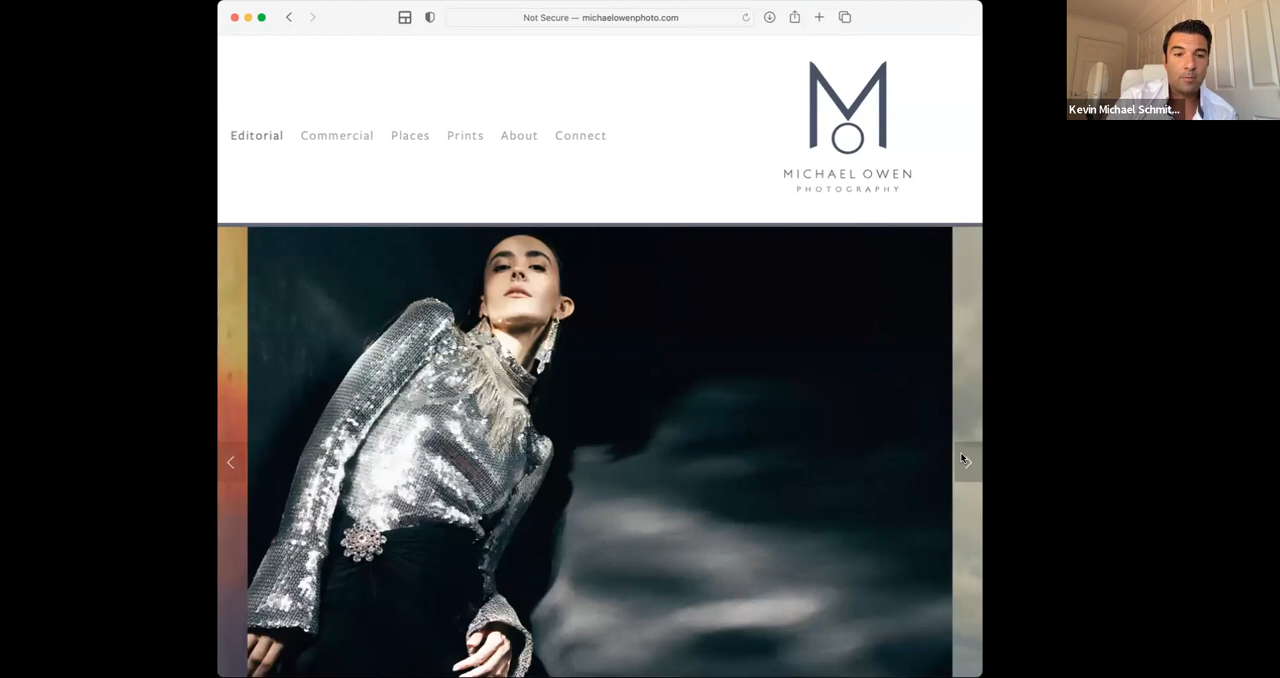 Not Secure — michaelowenphoto.com
Editorial Commercial Places Prints About Connect
MO
MICHAEL OWEN
PHOTOGRAPHY
Kevin Michael Schmit...